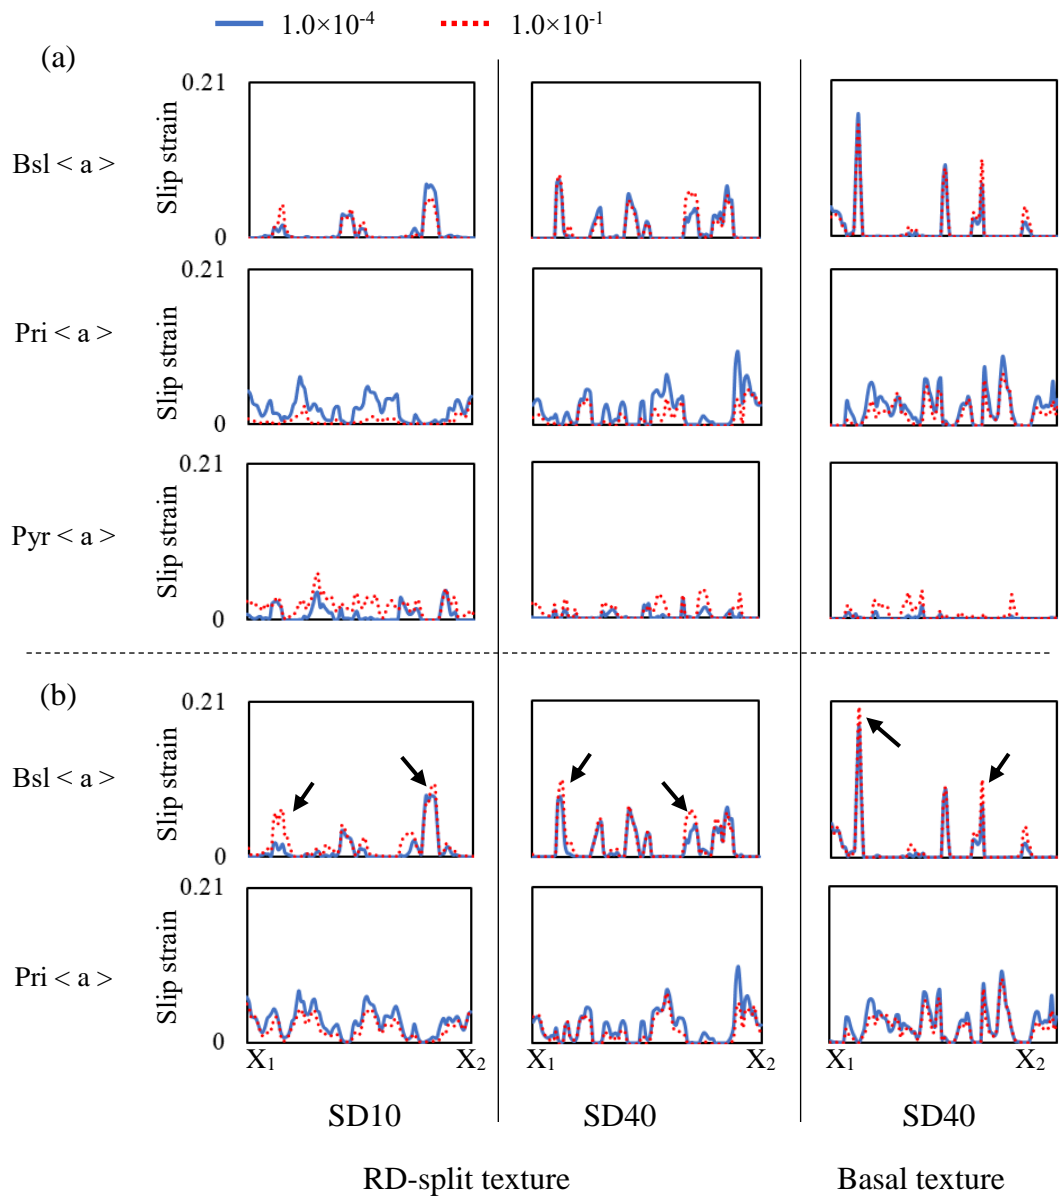 1.0×10⁻⁴ 1.0×10⁻¹
(a)
Bsl < a > Slip strain 0.21 0
Pri < a > Slip strain 0.21 0
Pyr < a > Slip strain 0.21 0
(b)
Bsl < a > Slip strain 0.21 0
Pri < a > Slip strain 0.21 0
X₁ X₂ X₁ X₂ X₁ X₂
SD10 SD40 SD40
RD-split texture Basal texture